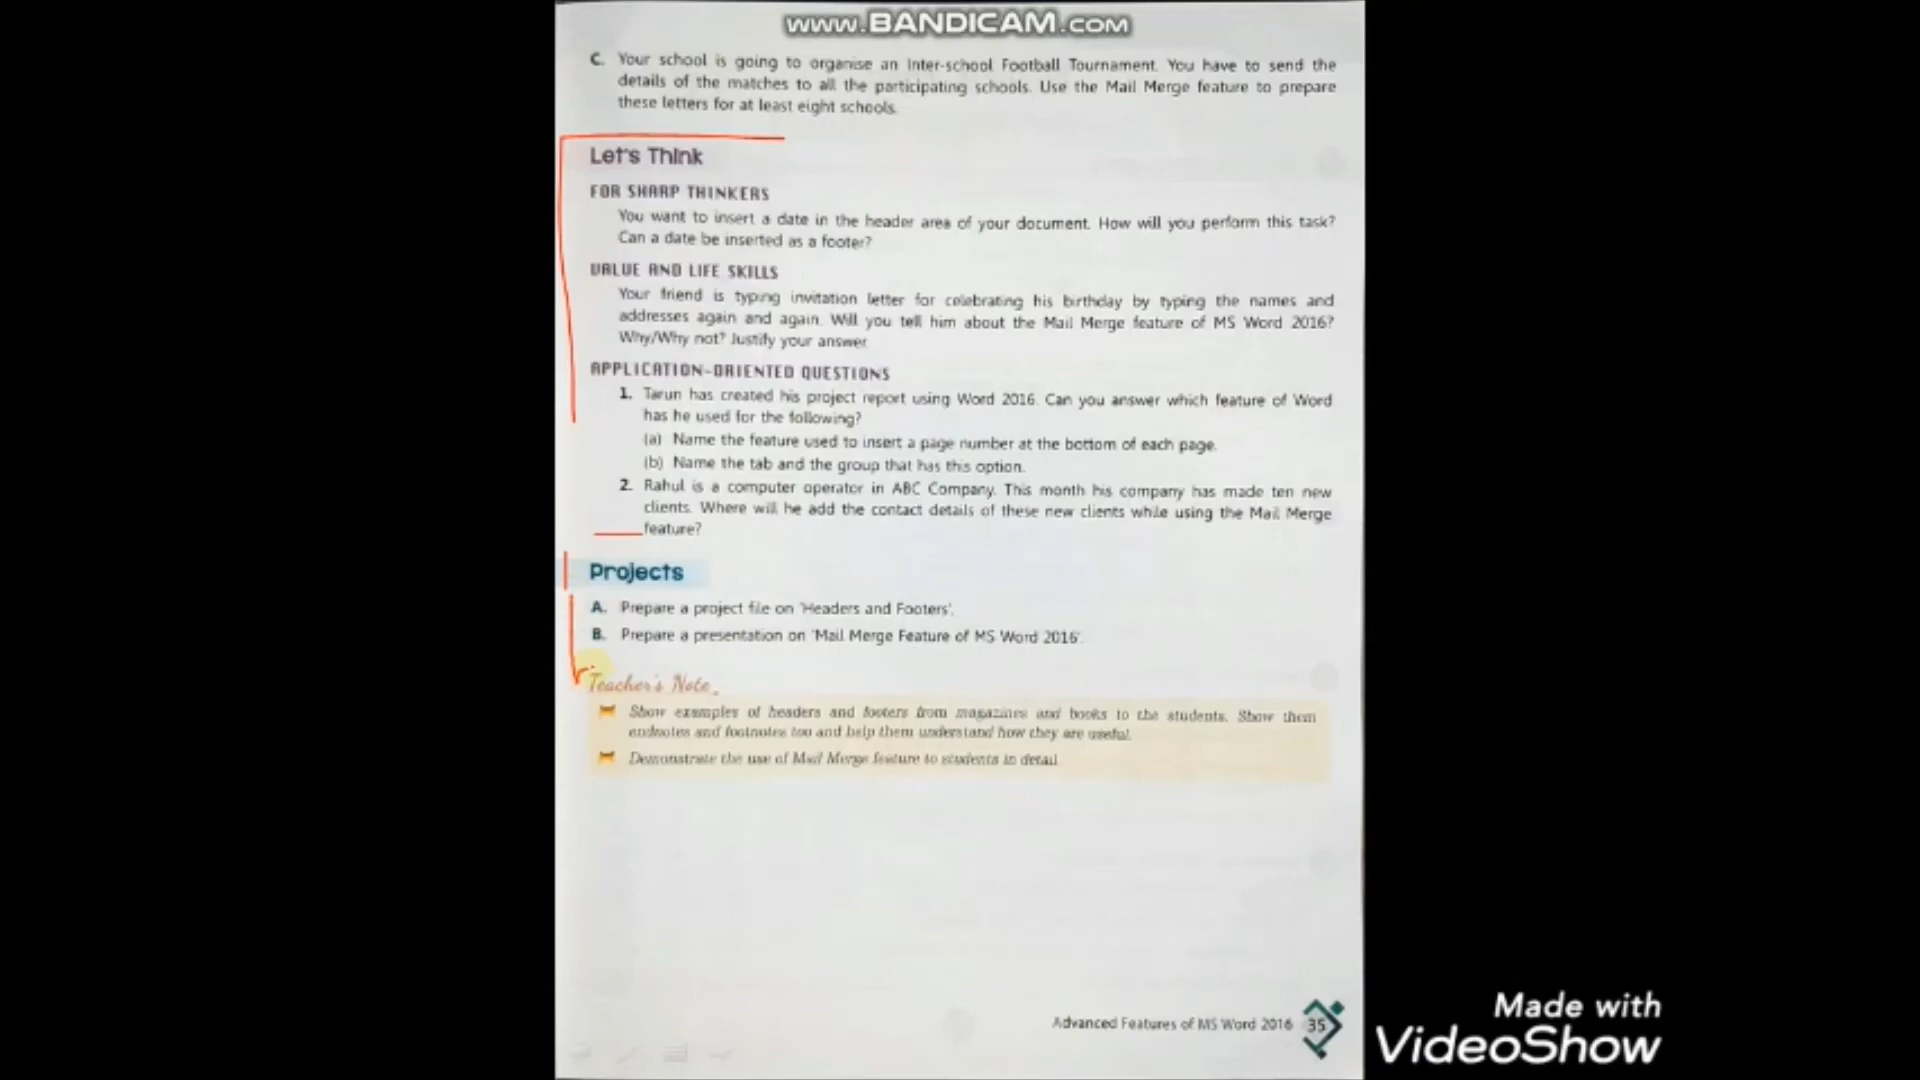 www.BANDICAM.COM
C. Your school is going to organise an Inter-school Football Tournament. You have to send the
details of the matches to all the participating schools. Use the Mail Merge feature to prepare
these letters for at least eight schools.
Let's Think
FOR SHARP THINKERS
You want to insert a date in the header area of your document. How will you perform this task?
Can a date be inserted as a footer?
VALUE AND LIFE SKILLS
Your friend is typing invitation letter for celebrating his birthday by typing the names and
addresses again and again. Will you tell him about the Mail Merge feature of MS Word 2016?
Why/Why not? Justify your answer.
APPLICATION-ORIENTED QUESTIONS
1. Tarun has created his project report using Word 2016. Can you answer which feature of Word
has he used for the following?
(a) Name the feature used to insert a page number at the bottom of each page.
(b) Name the tab and the group that has this option.
2. Rahul is a computer operator in ABC Company. This month his company has made ten new
clients. Where will he add the contact details of these new clients while using the Mail Merge
feature?
Projects
A. Prepare a project file on 'Headers and Footers'.
B. Prepare a presentation on 'Mail Merge Feature of MS Word 2016'.
Teacher's Note
Show examples of headers and footers from magazines and books to the students. Show them
endnotes and footnotes too and help them understand how they are useful.
Demonstrate the use of Mail Merge feature to students in detail.
Advanced Features of MS Word 2016 35
Made with
VideoShow